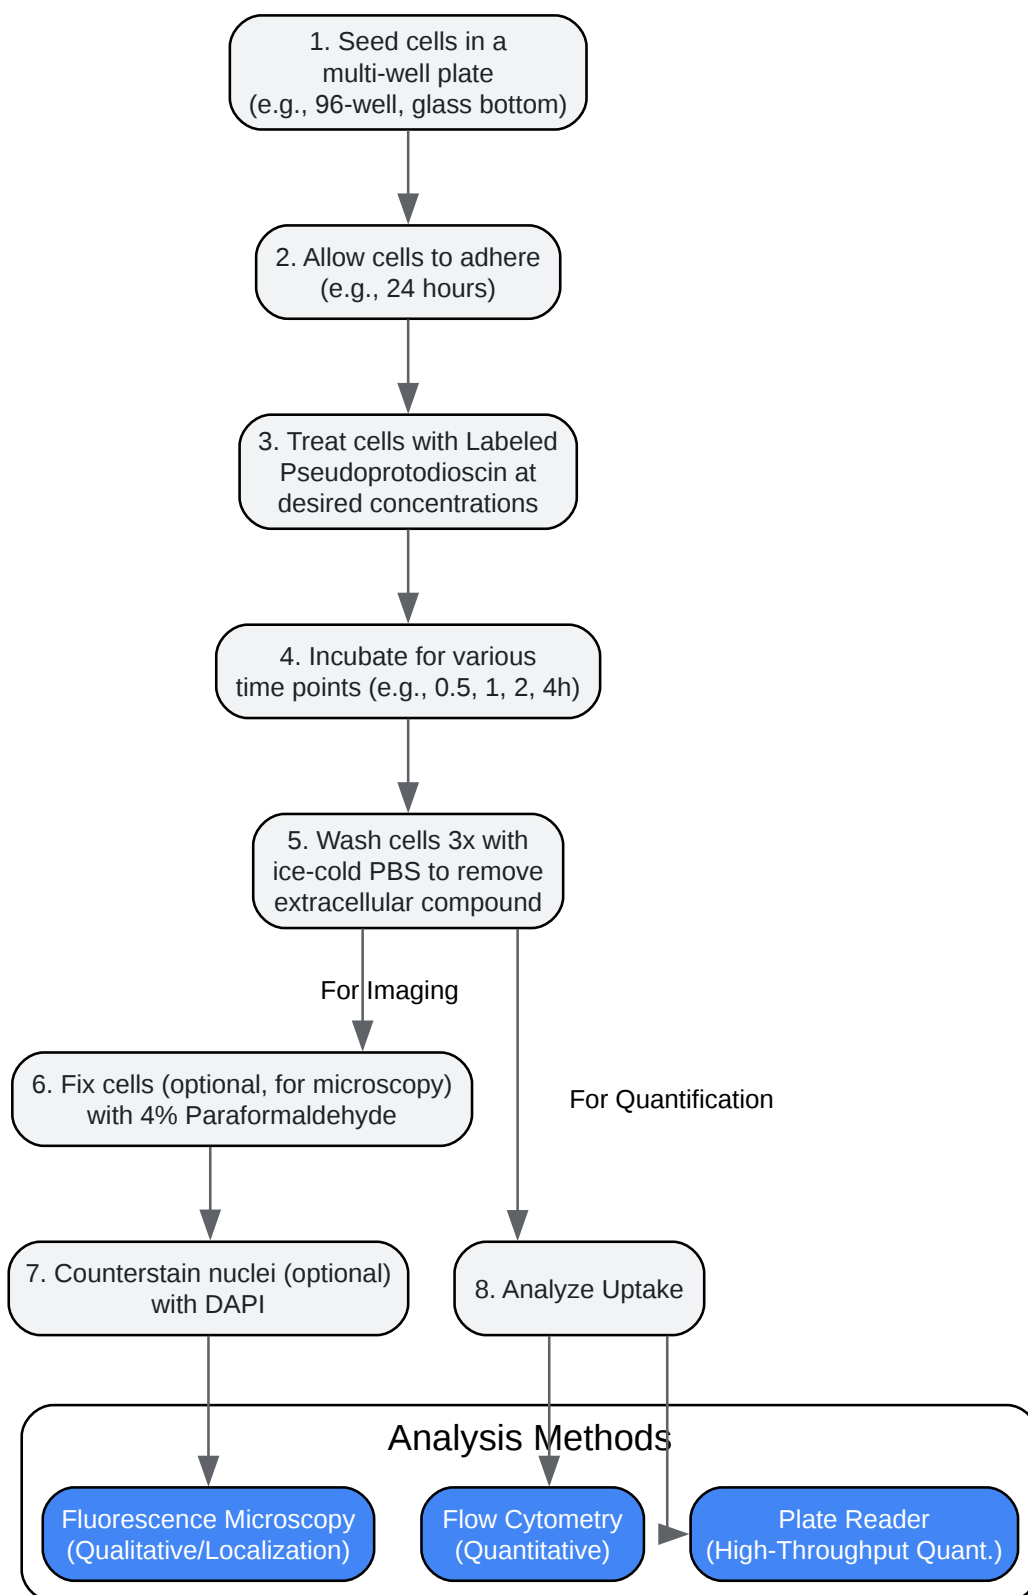 1. Seed cells in a
multi-well plate
(e.g., 96-well, glass bottom)
2. Allow cells to adhere
(e.g., 24 hours)
3. Treat cells with Labeled
Pseudoprotodioscin at
desired concentrations
4. Incubate for various
time points (e.g., 0.5, 1, 2, 4h)
5. Wash cells 3x with
ice-cold PBS to remove
extracellular compound
For Imaging
6. Fix cells (optional, for microscopy)
with 4% Paraformaldehyde
For Quantification
7. Counterstain nuclei (optional)
with DAPI
8. Analyze Uptake
Analysis Methods
Fluorescence Microscopy
(Qualitative/Localization)
Flow Cytometry
(Quantitative)
Plate Reader
(High-Throughput Quant.)